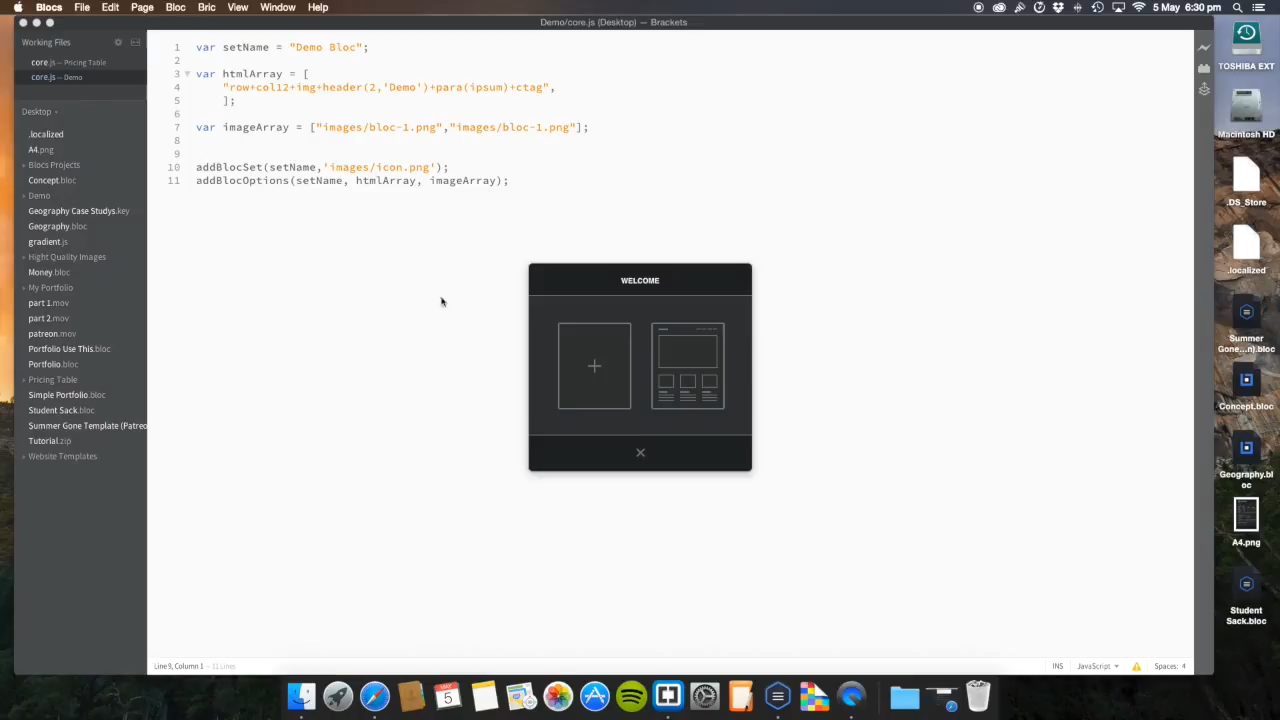 Blocs File Edit Page Bloc Bric View Window Help 5 May 6:30 pm
Demo/core.js (Desktop) — Brackets
Working Files
core.js — Pricing Table
core.js — Demo
Desktop
.localized
A4.png
Blocs Projects
Concept.bloc
Demo
Geography Case Studys.key
Geography.bloc
gradient.js
Hight Quality Images
Money.bloc
My Portfolio
part 1.mov
part 2.mov
patreon.mov
Portfolio Use This.bloc
Portfolio.bloc
Pricing Table
Simple Portfolio.bloc
Student Sack.bloc
Summer Gone Template (Patreo
Tutorial.zip
Website Templates
1 var setName = "Demo Bloc";
2
3 var htmlArray = [
4 "row+col12+img+header(2,'Demo')+para(ipsum)+ctag",
5 ];
6
7 var imageArray = ["images/bloc-1.png","images/bloc-1.png"];
8
9
10 addBlocSet(setName,'images/icon.png');
11 addBlocOptions(setName, htmlArray, imageArray);
WELCOME
Line 9, Column 1 — 11 Lines
INS JavaScript Spaces: 4
TOSHIBA EXT
Macintosh HD
.DS_Store
.localized
Summer
Gone...n).bloc
Concept.bloc
Geography.bl
oc
A4.png
Student
Sack.bloc
5